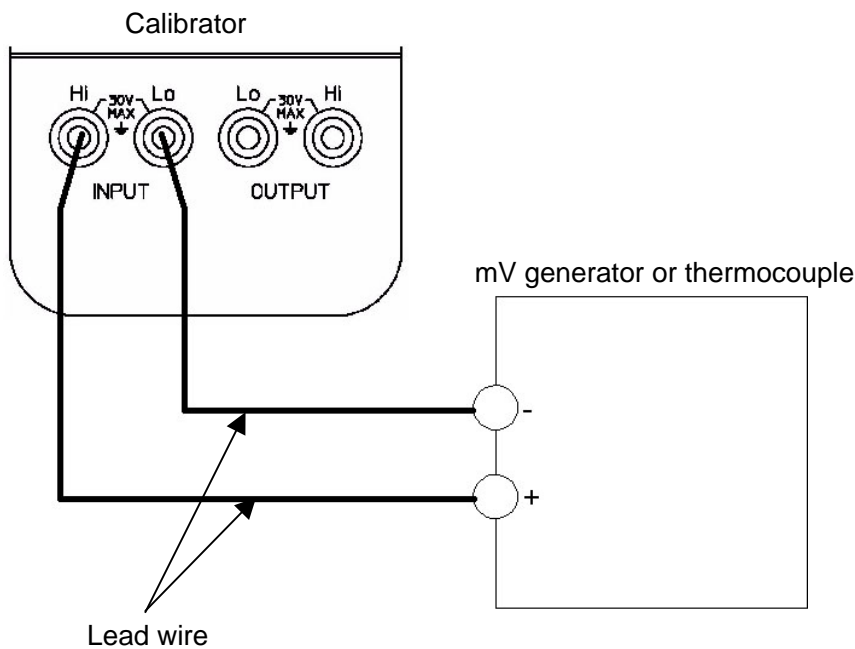 Calibrator
Hi 30V MAX Lo Lo 30V MAX Hi
INPUT OUTPUT
mV generator or thermocouple
-
+
Lead wire